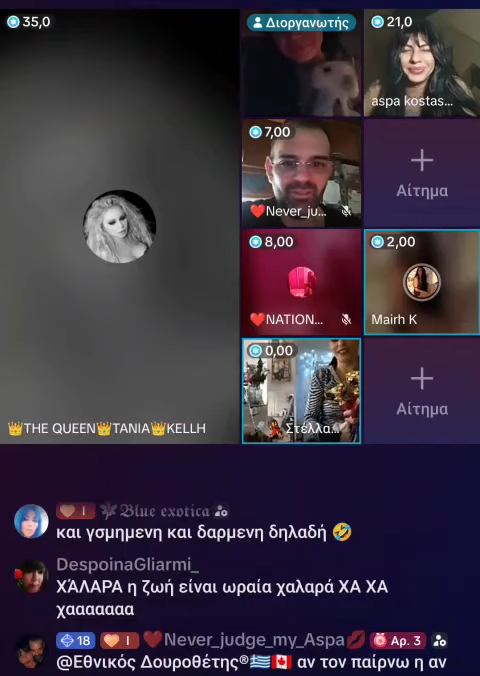 35,0
Διοργανωτής
21,0
aspa kostas...
7,00
❤️Never_ju...
Αίτημα
8,00
❤️NATION...
2,00
Mairh K
0,00
Στέλλα...
Αίτημα
👑THE QUEEN👑TANIA👑KELLH
I Blue exotica
και γσμημενη και δαρμενη δηλαδή 🤣
DespoinaGliarmi_
ΧΆΛΑΡΑ η ζωή είναι ωραία χαλαρά ΧΑ ΧΑ
χααααααα
18 I ❤️Never_judge_my_Aspa💋 Αρ. 3
@Εθνικός Δουροθέτης®🇬🇷🇨🇦 αν τον παίρνω η αν